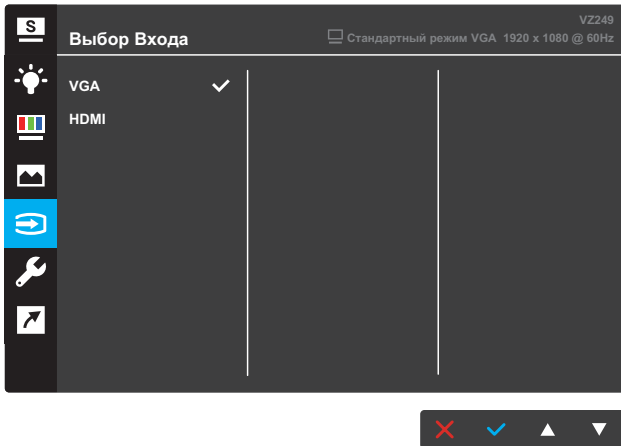 S
VZ249
Выбор Входа
Стандартный режим VGA 1920 x 1080 @ 60Hz
VGA
HDMI